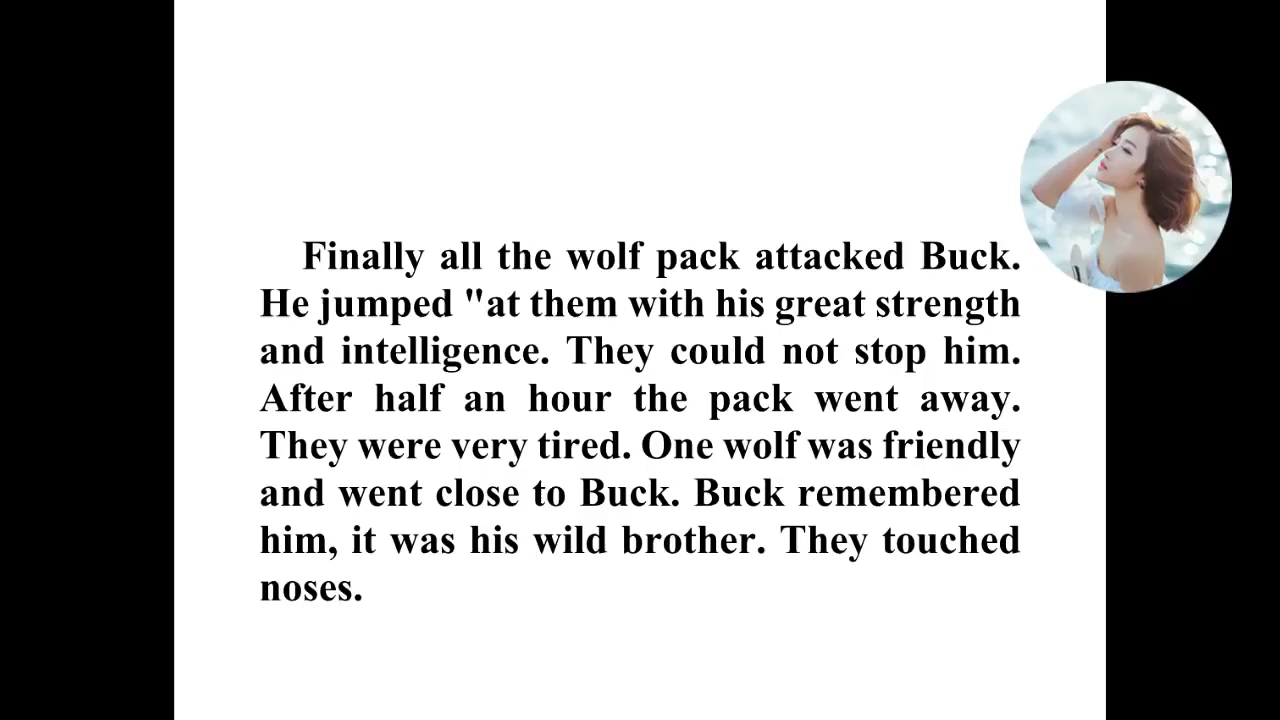 Finally all the wolf pack attacked Buck.
He jumped "at them with his great strength
and intelligence. They could not stop him.
After half an hour the pack went away.
They were very tired. One wolf was friendly
and went close to Buck. Buck remembered
him, it was his wild brother. They touched
noses.